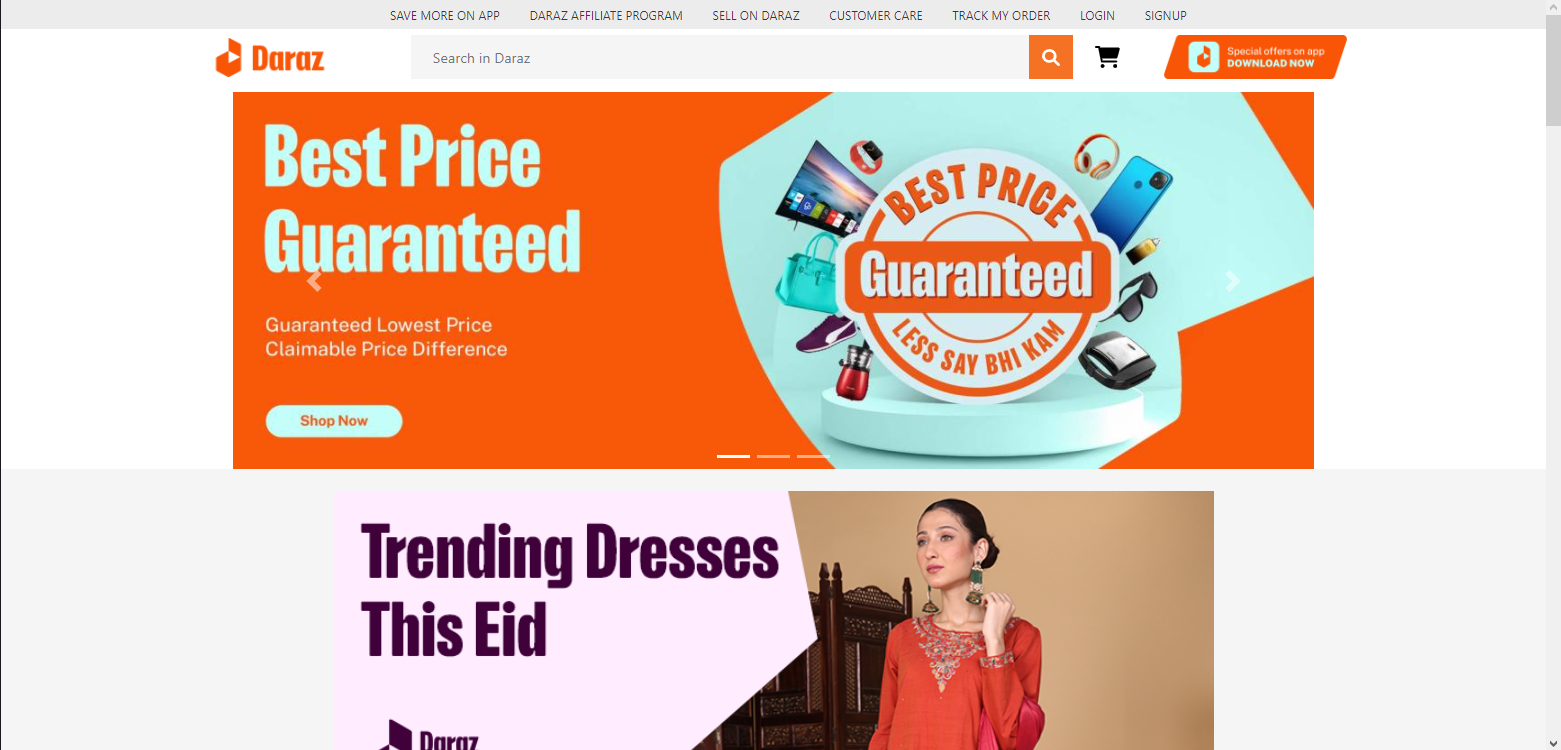 SAVE MORE ON APP DARAZ AFFILIATE PROGRAM SELL ON DARAZ CUSTOMER CARE TRACK MY ORDER LOGIN SIGNUP
Daraz
Search in Daraz
Special offers on app
DOWNLOAD NOW
Best Price
Guaranteed
Guaranteed Lowest Price
Claimable Price Difference
Shop Now
BEST PRICE
Guaranteed
LESS SAY BHI KAM
Trending Dresses
This Eid
Daraz